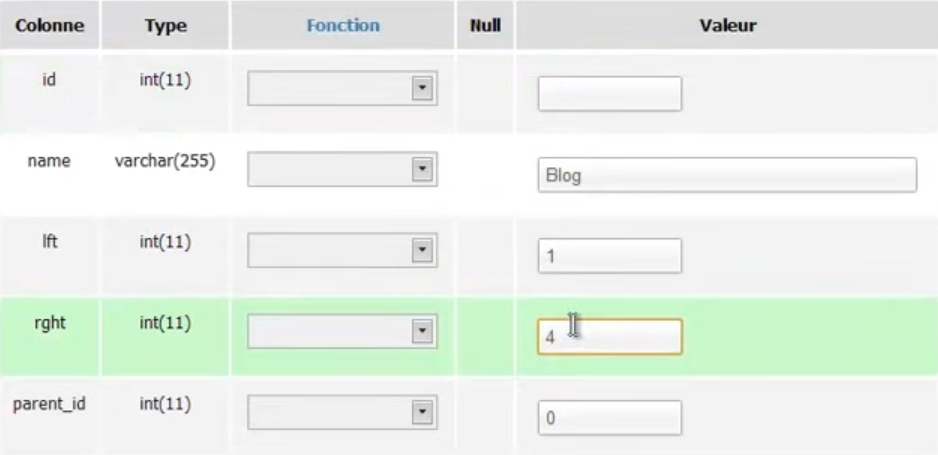 Colonne Type Fonction Null Valeur
id int(11)
name varchar(255) Blog
lft int(11) 1
rght int(11) 4
parent_id int(11) 0